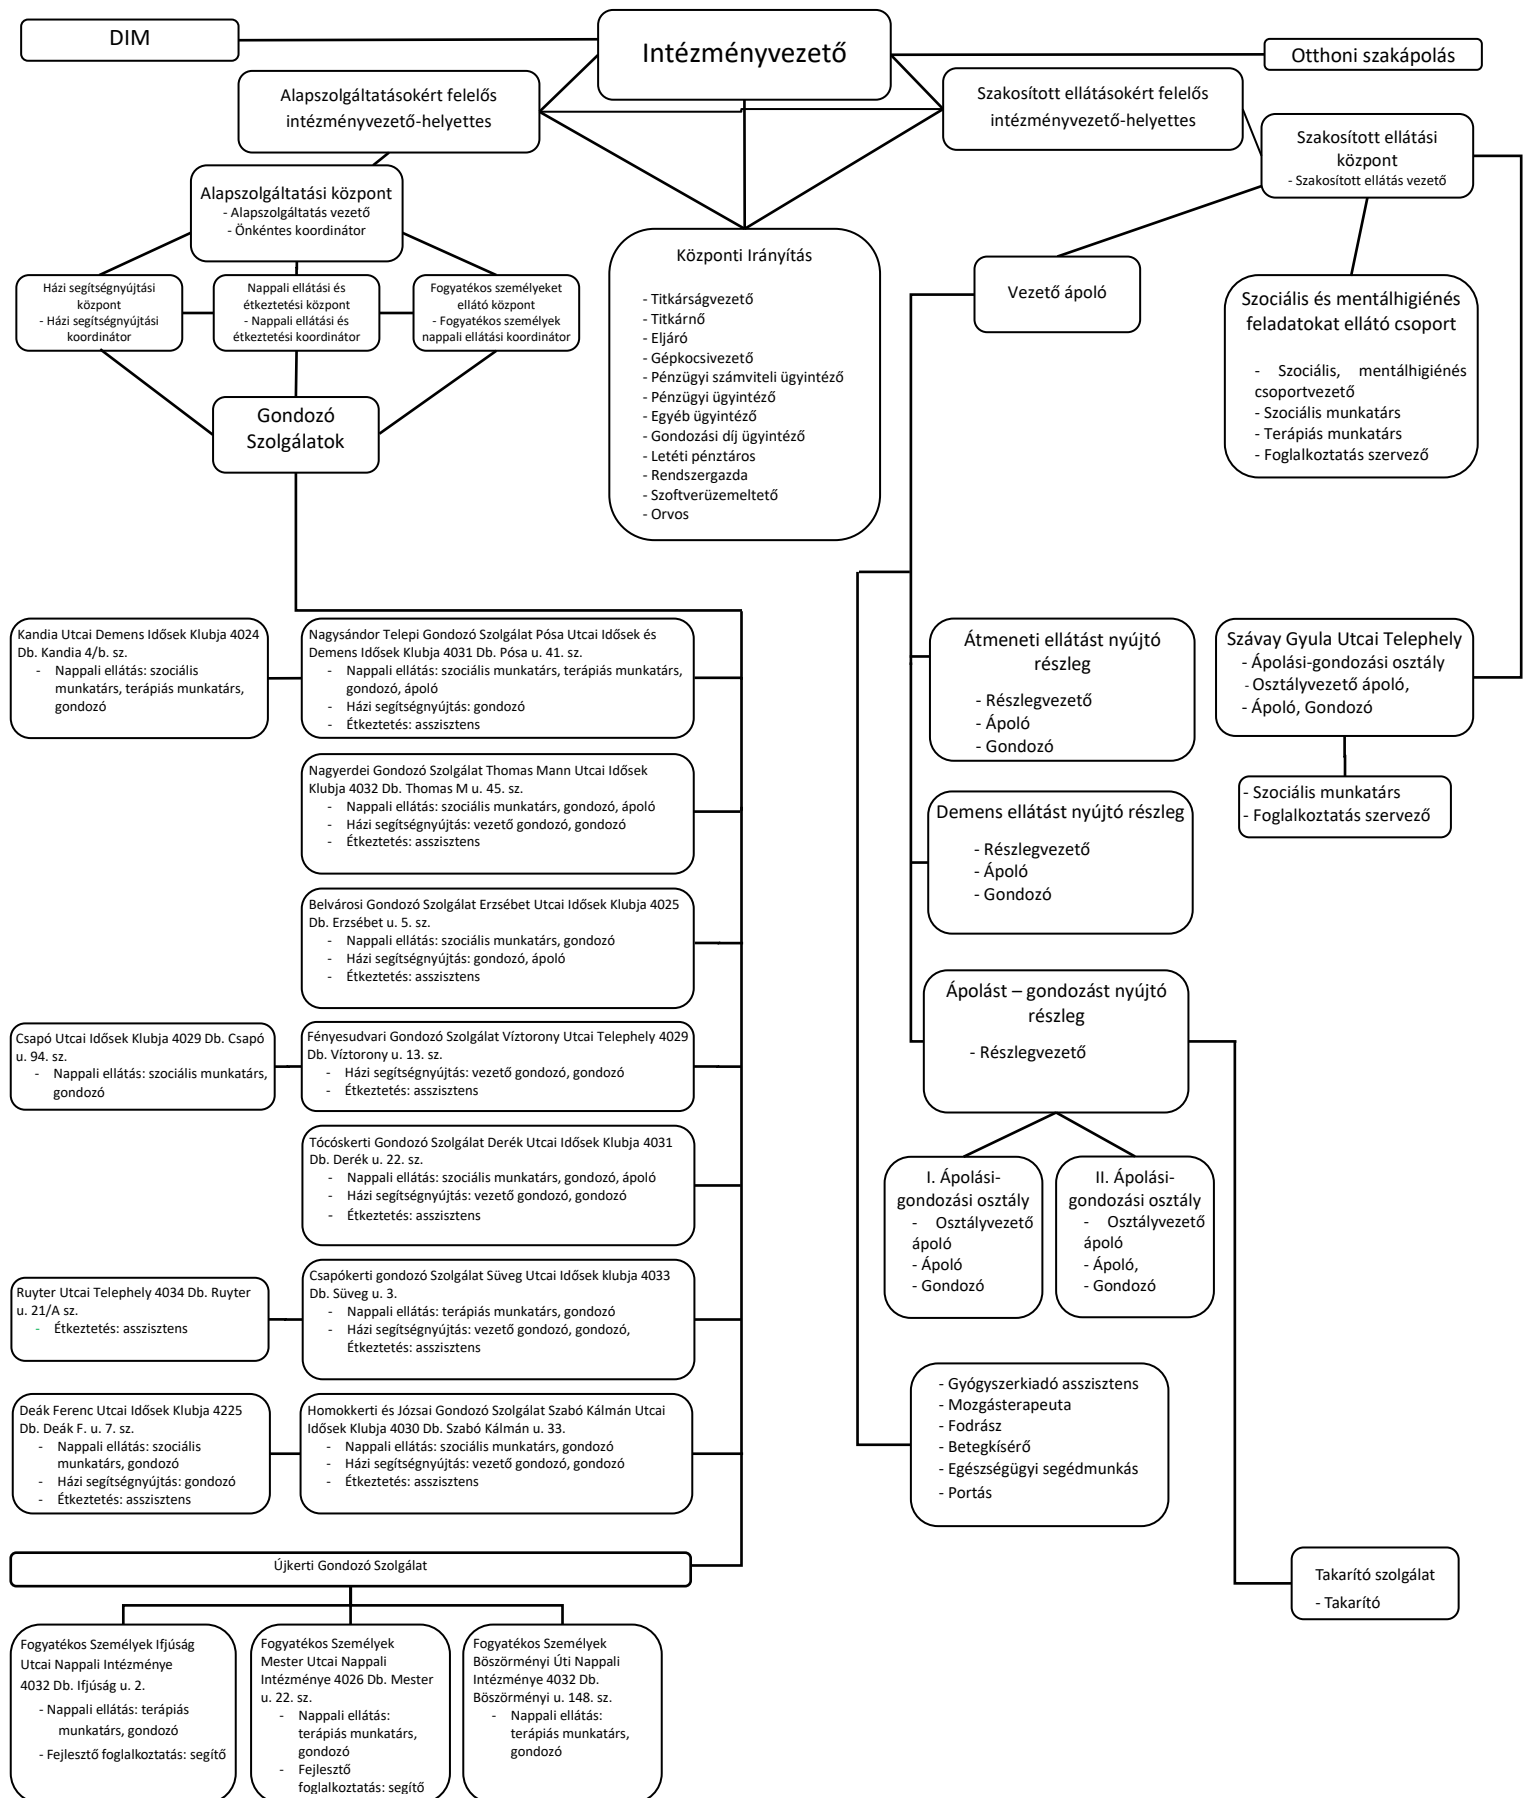 DIM
Intézményvezető
Otthoni szakápolás
Alapszolgáltatásokért felelős
intézményvezető-helyettes
Szakosított ellátásokért felelős
intézményvezető-helyettes
Szakosított ellátási
központ
- Szakosított ellátás vezető
Alapszolgáltatási központ
- Alapszolgáltatás vezető
- Önkéntes koordinátor
Házi segítségnyújtási
központ
- Házi segítségnyújtási
koordinátor
Nappali ellátási és
étkeztetési központ
- Nappali ellátási és
étkeztetési koordinátor
Fogyatékos személyeket
ellátó központ
- Fogyatékos személyek
nappali ellátási koordinátor
Gondozó
Szolgálatok
Központi Irányítás
- Titkárságvezető
- Titkárnő
- Eljáró
- Gépkocsivezető
- Pénzügyi számviteli ügyintéző
- Pénzügyi ügyintéző
- Egyéb ügyintéző
- Gondozási díj ügyintéző
- Letéti pénztáros
- Rendszergazda
- Szoftverüzemeltető
- Orvos
Vezető ápoló
Szociális és mentálhigiénés
feladatokat ellátó csoport
- Szociális, mentálhigiénés
csoportvezető
- Szociális munkatárs
- Terápiás munkatárs
- Foglalkoztatás szervező
Kandia Utcai Demens Idősek Klubja 4024
Db. Kandia 4/b. sz.
- Nappali ellátás: szociális
munkatárs, terápiás munkatárs,
gondozó
Nagysándor Telepi Gondozó Szolgálat Pósa Utcai Idősek és
Demens Idősek Klubja 4031 Db. Pósa u. 41. sz.
- Nappali ellátás: szociális munkatárs, terápiás munkatárs,
gondozó, ápoló
- Házi segítségnyújtás: gondozó
- Étkeztetés: asszisztens
Nagyerdei Gondozó Szolgálat Thomas Mann Utcai Idősek
Klubja 4032 Db. Thomas M u. 45. sz.
- Nappali ellátás: szociális munkatárs, gondozó, ápoló
- Házi segítségnyújtás: vezető gondozó, gondozó
- Étkeztetés: asszisztens
Belvárosi Gondozó Szolgálat Erzsébet Utcai Idősek Klubja 4025
Db. Erzsébet u. 5. sz.
- Nappali ellátás: szociális munkatárs, gondozó
- Házi segítségnyújtás: gondozó, ápoló
- Étkeztetés: asszisztens
Csapó Utcai Idősek Klubja 4029 Db. Csapó
u. 94. sz.
- Nappali ellátás: szociális munkatárs,
gondozó
Fényesudvari Gondozó Szolgálat Víztorony Utcai Telephely 4029
Db. Víztorony u. 13. sz.
- Házi segítségnyújtás: vezető gondozó, gondozó
- Étkeztetés: asszisztens
Tócóskerti Gondozó Szolgálat Derék Utcai Idősek Klubja 4031
Db. Derék u. 22. sz.
- Nappali ellátás: szociális munkatárs, gondozó, ápoló
- Házi segítségnyújtás: vezető gondozó, gondozó
- Étkeztetés: asszisztens
Ruyter Utcai Telephely 4034 Db. Ruyter
u. 21/A sz.
- Étkeztetés: asszisztens
Csapókerti gondozó Szolgálat Süveg Utcai Idősek klubja 4033
Db. Süveg u. 3.
- Nappali ellátás: terápiás munkatárs, gondozó
- Házi segítségnyújtás: vezető gondozó, gondozó,
Étkeztetés: asszisztens
Deák Ferenc Utcai Idősek Klubja 4225
Db. Deák F. u. 7. sz.
- Nappali ellátás: szociális
munkatárs, gondozó
- Házi segítségnyújtás: gondozó
- Étkeztetés: asszisztens
Homokkerti és Józsai Gondozó Szolgálat Szabó Kálmán Utcai
Idősek Klubja 4030 Db. Szabó Kálmán u. 33.
- Nappali ellátás: szociális munkatárs, gondozó
- Házi segítségnyújtás: vezető gondozó, gondozó
- Étkeztetés: asszisztens
Újkerti Gondozó Szolgálat
Fogyatékos Személyek Ifjúság
Utcai Nappali Intézménye
4032 Db. Ifjúság u. 2.
- Nappali ellátás: terápiás
munkatárs, gondozó
- Fejlesztő foglalkoztatás: segítő
Fogyatékos Személyek
Mester Utcai Nappali
Intézménye 4026 Db. Mester
u. 22. sz.
- Nappali ellátás:
terápiás munkatárs,
gondozó
- Fejlesztő
foglalkoztatás: segítő
Fogyatékos Személyek
Böszörményi Úti Nappali
Intézménye 4032 Db.
Böszörményi u. 148. sz.
- Nappali ellátás:
terápiás munkatárs,
gondozó
Átmeneti ellátást nyújtó
részleg
- Részlegvezető
- Ápoló
- Gondozó
Szávay Gyula Utcai Telephely
- Ápolási-gondozási osztály
- Osztályvezető ápoló,
- Ápoló, Gondozó
- Szociális munkatárs
- Foglalkoztatás szervező
Demens ellátást nyújtó részleg
- Részlegvezető
- Ápoló
- Gondozó
Ápolást – gondozást nyújtó
részleg
- Részlegvezető
I. Ápolási-
gondozási osztály
- Osztályvezető
ápoló
- Ápoló
- Gondozó
II. Ápolási-
gondozási osztály
- Osztályvezető
ápoló
- Ápoló,
- Gondozó
- Gyógyszerkiadó asszisztens
- Mozgásterapeuta
- Fodrász
- Betegkísérő
- Egészségügyi segédmunkás
- Portás
Takarító szolgálat
- Takarító